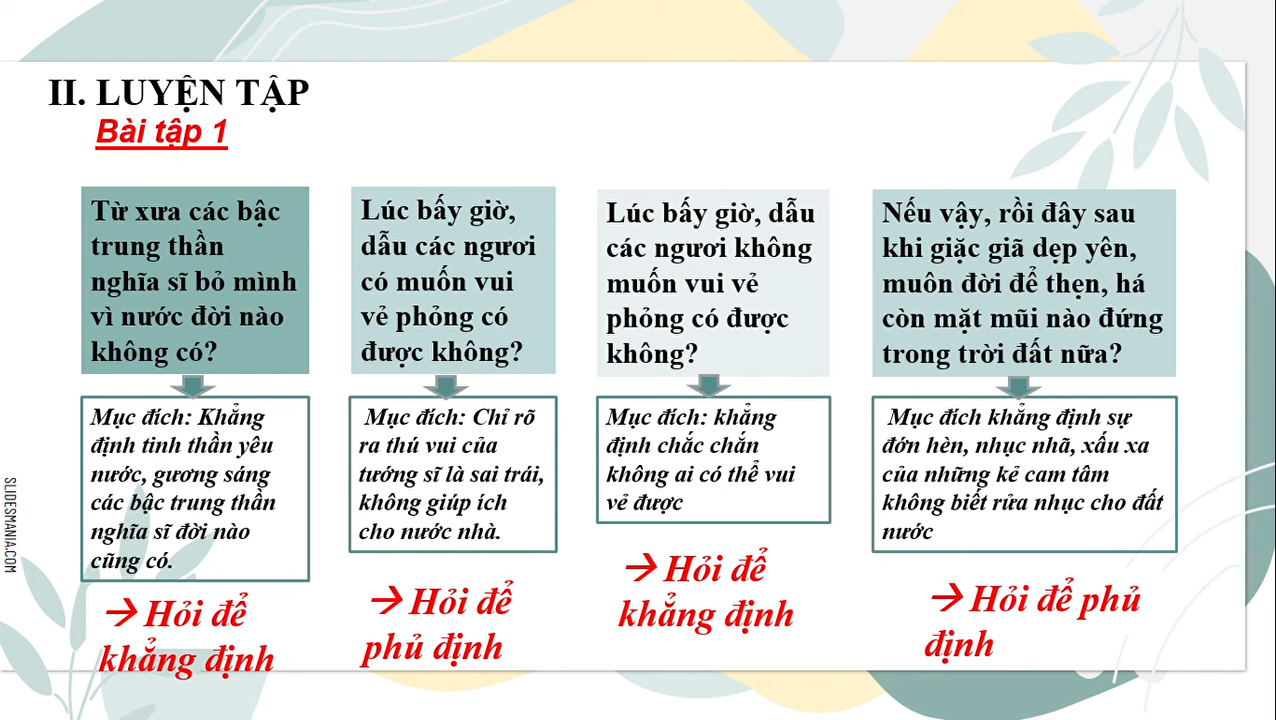 II. LUYỆN TẬP
Bài tập 1
Từ xưa các bậc
trung thần
nghĩa sĩ bỏ mình
vì nước đời nào
không có?
Mục đích: Khẳng
định tinh thần yêu
nước, gương sáng
các bậc trung thần
nghĩa sĩ đời nào
cũng có.
→ Hỏi để
khẳng định
Lúc bấy giờ,
dẫu các ngươi
có muốn vui
vẻ phỏng có
được không?
Mục đích: Chỉ rõ
ra thú vui của
tướng sĩ là sai trái,
không giúp ích
cho nước nhà.
→ Hỏi để
phủ định
Lúc bấy giờ, dẫu
các ngươi không
muốn vui vẻ
phỏng có được
không?
Mục đích: khẳng
định chắc chắn
không ai có thể vui
vẻ được
→ Hỏi để
khẳng định
Nếu vậy, rồi đây sau
khi giặc giã dẹp yên,
muôn đời để thẹn, há
còn mặt mũi nào đứng
trong trời đất nữa?
Mục đích khẳng định sự
đớn hèn, nhục nhã, xấu xa
của những kẻ cam tâm
không biết rửa nhục cho đất
nước
→ Hỏi để phủ
định
SLIDESMANIA.COM